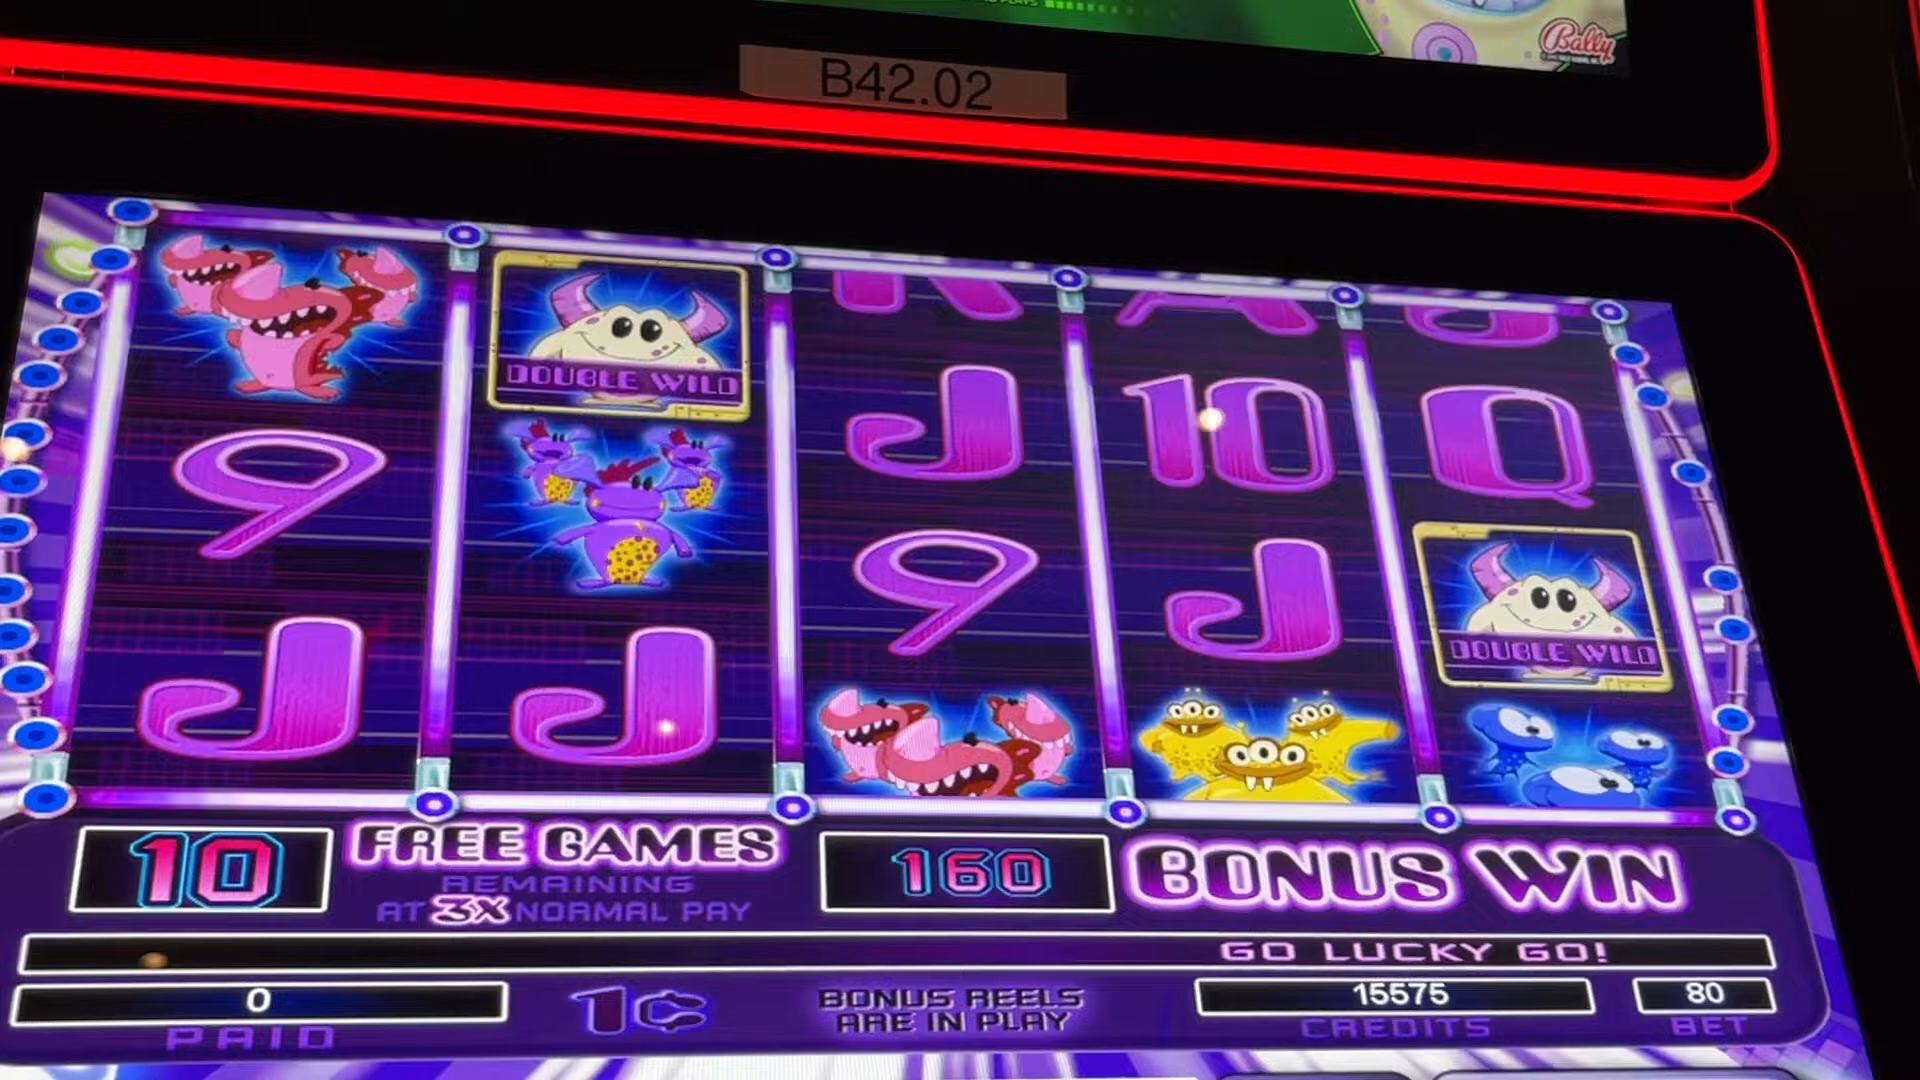 Bally
B42.02
DOUBLE WILD
J
10
Q
9
9
J
DOUBLE WILD
J
J
10
FREE GAMES
REMAINING
AT 3X NORMAL PAY
160
BONUS WIN
GO LUCKY GO!
0
PAID
1¢
BONUS REELS
ARE IN PLAY
15575
CREDITS
80
BET